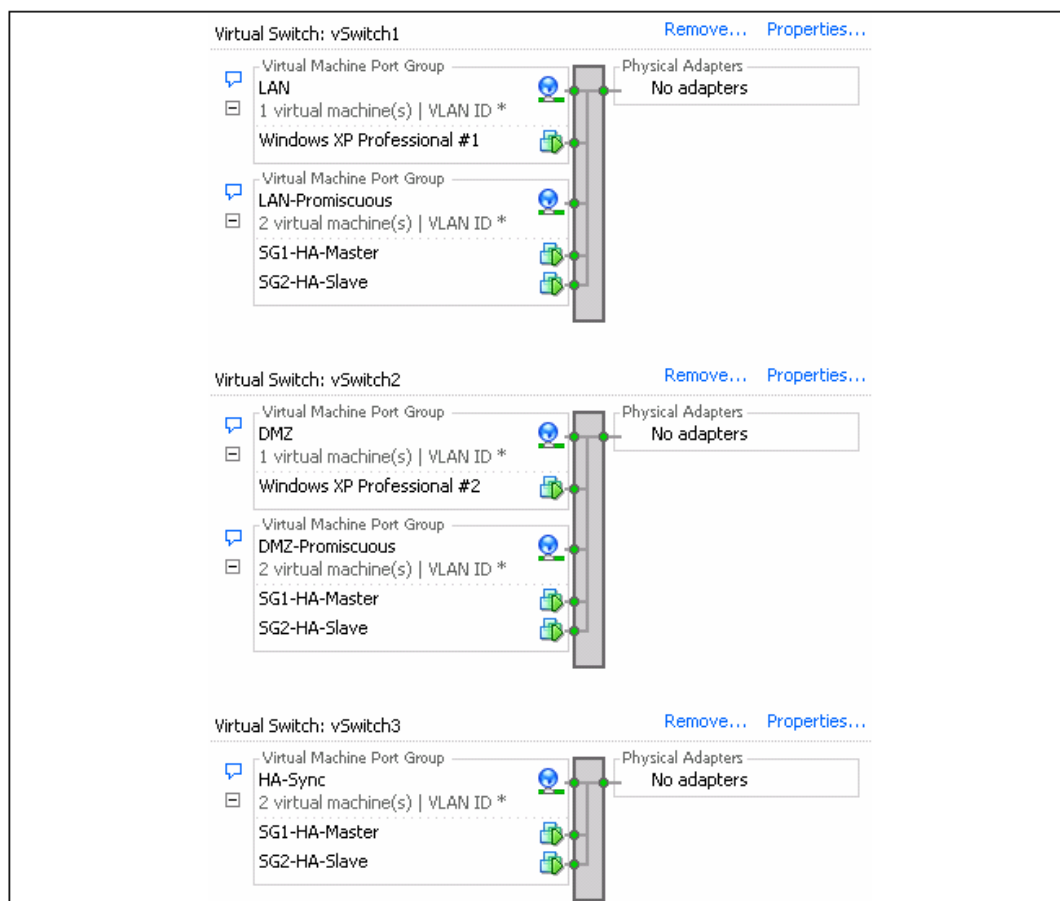 Virtual Switch: vSwitch1 Remove... Properties...
Virtual Machine Port Group Physical Adapters
LAN No adapters
1 virtual machine(s) | VLAN ID *
Windows XP Professional #1
Virtual Machine Port Group
LAN-Promiscuous
2 virtual machine(s) | VLAN ID *
SG1-HA-Master
SG2-HA-Slave
Virtual Switch: vSwitch2 Remove... Properties...
Virtual Machine Port Group Physical Adapters
DMZ No adapters
1 virtual machine(s) | VLAN ID *
Windows XP Professional #2
Virtual Machine Port Group
DMZ-Promiscuous
2 virtual machine(s) | VLAN ID *
SG1-HA-Master
SG2-HA-Slave
Virtual Switch: vSwitch3 Remove... Properties...
Virtual Machine Port Group Physical Adapters
HA-Sync No adapters
2 virtual machine(s) | VLAN ID *
SG1-HA-Master
SG2-HA-Slave